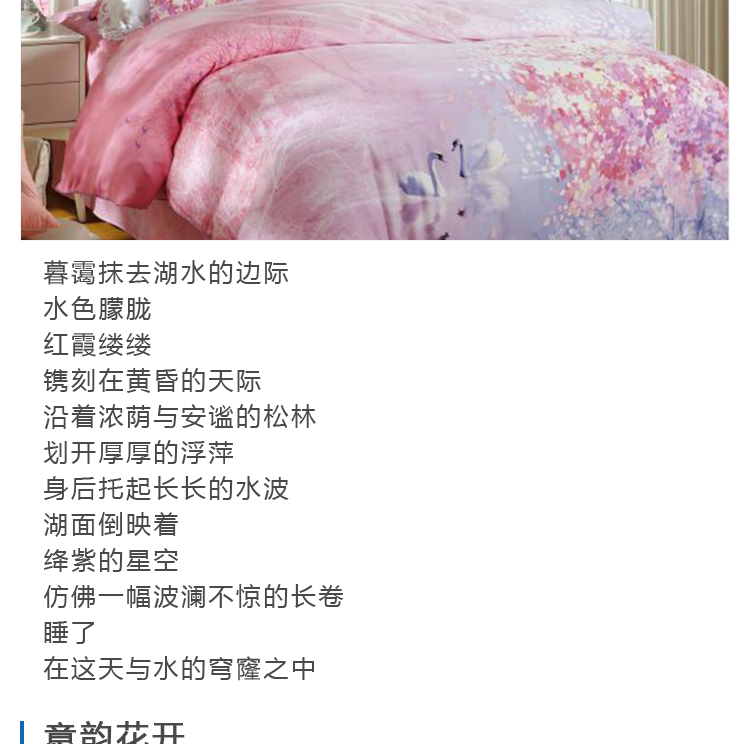 暮霭抹去湖水的边际
水色朦胧
红霞缕缕
镌刻在黄昏的天际
沿着浓荫与安谧的松林
划开厚厚的浮萍
身后托起长长的水波
湖面倒映着
绛紫的星空
仿佛一幅波澜不惊的长卷
睡了
在这天与水的穹窿之中
意韵花开